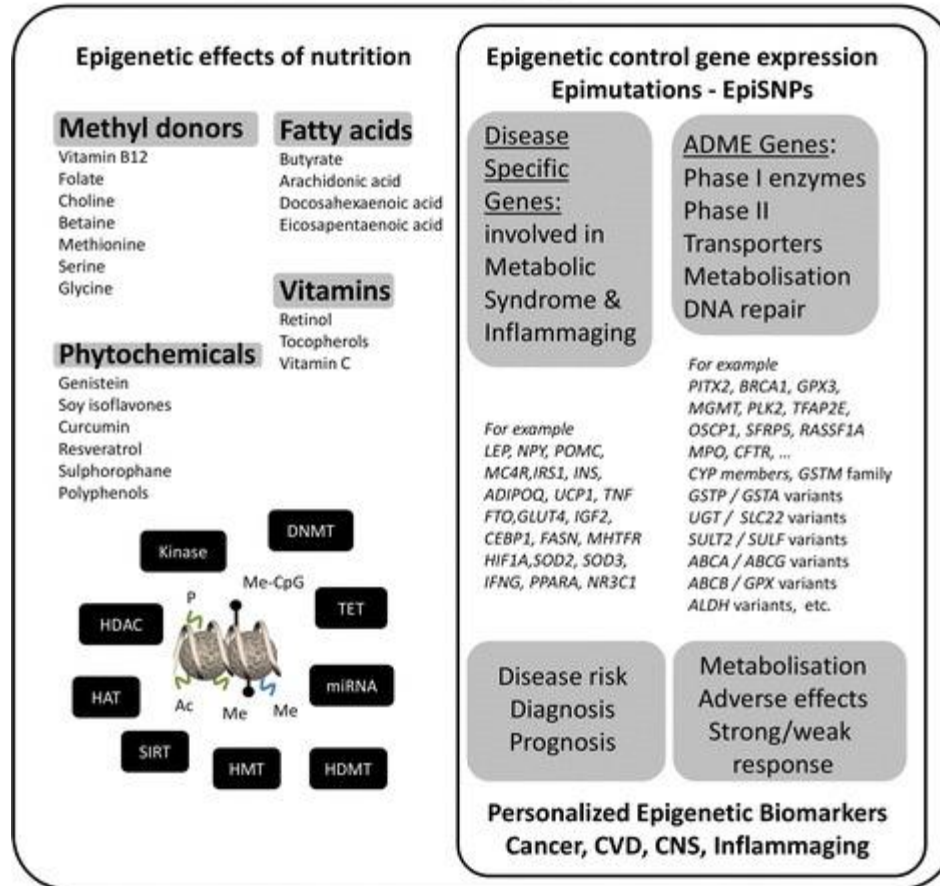 Epigenetic effects of nutrition
Methyl donors
Vitamin B12
Folate
Choline
Betaine
Methionine
Serine
Glycine
Fatty acids
Butyrate
Arachidonic acid
Docosahexaenoic acid
Eicosapentaenoic acid
Vitamins
Retinol
Tocopherols
Vitamin C
Phytochemicals
Genistein
Soy isoflavones
Curcumin
Resveratrol
Sulphorophane
Polyphenols
DNMT
Kinase
Me-CpG
P
TET
HDAC
miRNA
HAT
Ac
Me
Me
SIRT
HMT
HDMT
Epigenetic control gene expression
Epimutations - EpiSNPs
Disease
Specific
Genes:
involved in
Metabolic
Syndrome &
Inflammaging
ADME Genes:
Phase I enzymes
Phase II
Transporters
Metabolisation
DNA repair
For example
LEP, NPY, POMC,
MC4R,IRS1, INS,
ADIPOQ, UCP1, TNF
FTO,GLUT4, IGF2,
CEBP1, FASN, MHTFR
HIF1A,SOD2, SOD3,
IFNG, PPARA, NR3C1
For example
PITX2, BRCA1, GPX3,
MGMT, PLK2, TFAP2E,
OSCP1, SFRP5, RASSF1A
MPO, CFTR, ...
CYP members, GSTM family
GSTP / GSTA variants
UGT / SLC22 variants
SULT2 / SULF variants
ABCA / ABCG variants
ABCB / GPX variants
ALDH variants, etc.
Disease risk
Diagnosis
Prognosis
Metabolisation
Adverse effects
Strong/weak
response
Personalized Epigenetic Biomarkers
Cancer, CVD, CNS, Inflammaging